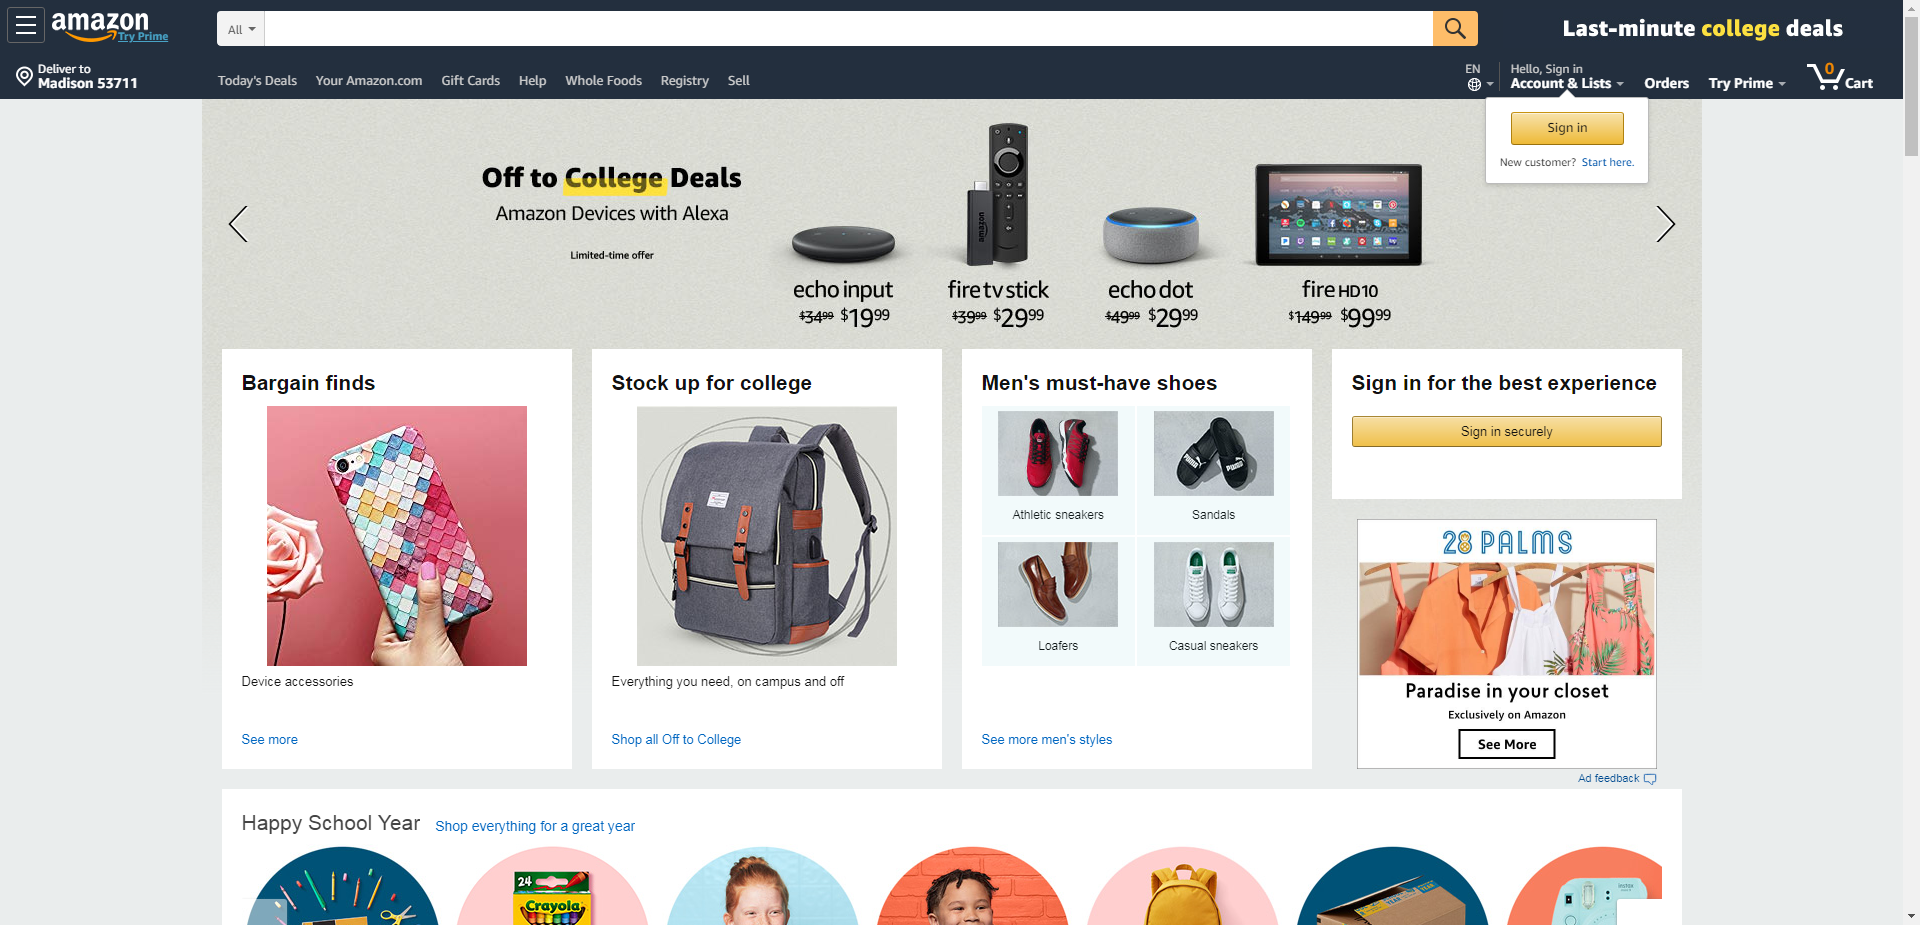 amazon
Try Prime
All
Last-minute college deals
Deliver to
Madison 53711
Today's Deals
Your Amazon.com
Gift Cards
Help
Whole Foods
Registry
Sell
EN
Hello, Sign in
Account & Lists
Orders
Try Prime
0
Cart
Sign in
New customer? Start here.
Off to College Deals
Amazon Devices with Alexa
Limited-time offer
amazon
echo input
$34.99 $19.99
fire tv stick
$39.99 $29.99
echo dot
$49.99 $29.99
fire HD10
$149.99 $99.99
Bargain finds
Device accessories
See more
Stock up for college
Everything you need, on campus and off
Shop all Off to College
Men's must-have shoes
PUMA
PUMA
Athletic sneakers
Sandals
Loafers
Casual sneakers
See more men's styles
Sign in for the best experience
Sign in securely
28 PALMS
Paradise in your closet
Exclusively on Amazon
See More
Ad feedback
Happy School Year
Shop everything for a great year
24
Crayola
instax